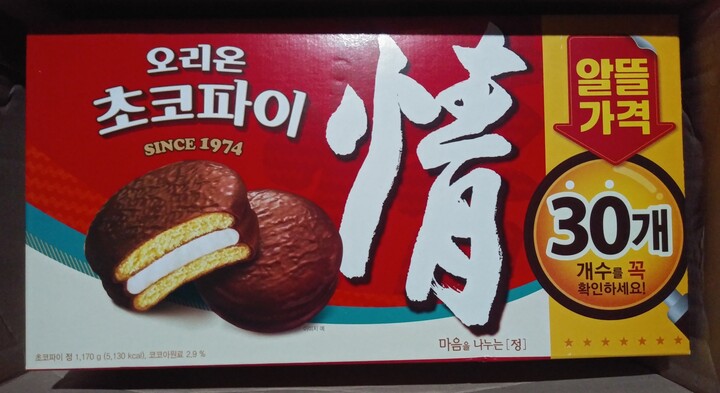 오리온
초코파이
SINCE 1974
情
알뜰
가격
30개
개수를 꼭
확인하세요!
마음을 나누는 [정]
초코파이 정 1,170 g (5,130 kcal), 코코아원료 2.9 %